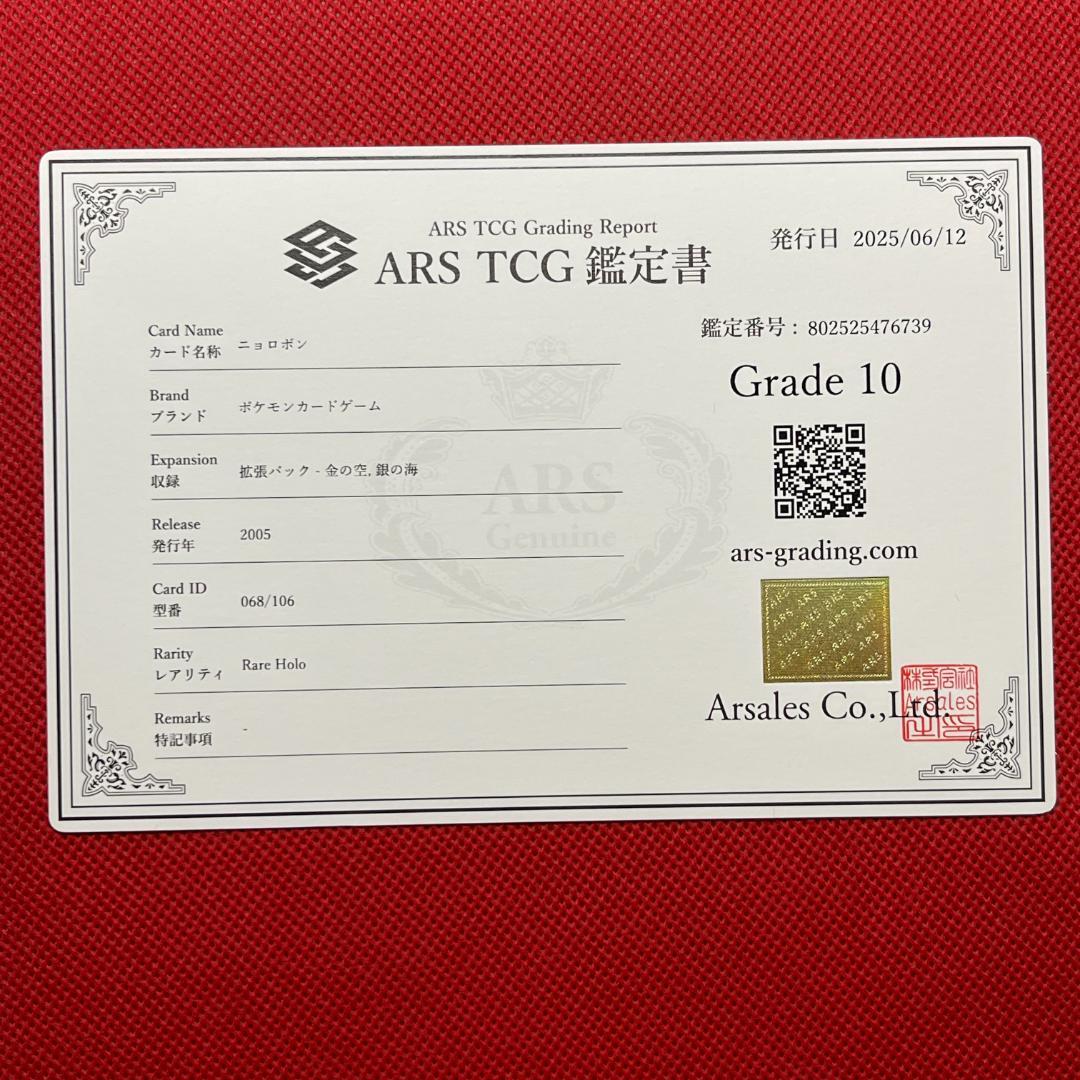 ARS TCG Grading Report
ARS TCG 鑑定書
発行日 2025/06/12
Card Name
カード名称 ニョロボン
Brand
ブランド ポケモンカードゲーム
Expansion
収録 拡張パック - 金の空, 銀の海
Release
発行年 2005
Card ID
型番 068/106
Rarity
レアリティ Rare Holo
Remarks
特記事項 -
鑑定番号 : 802525476739
Grade 10
ars-grading.com
Arsales Co.,Ltd.
ARS
Genuine
株式会社
Arsales